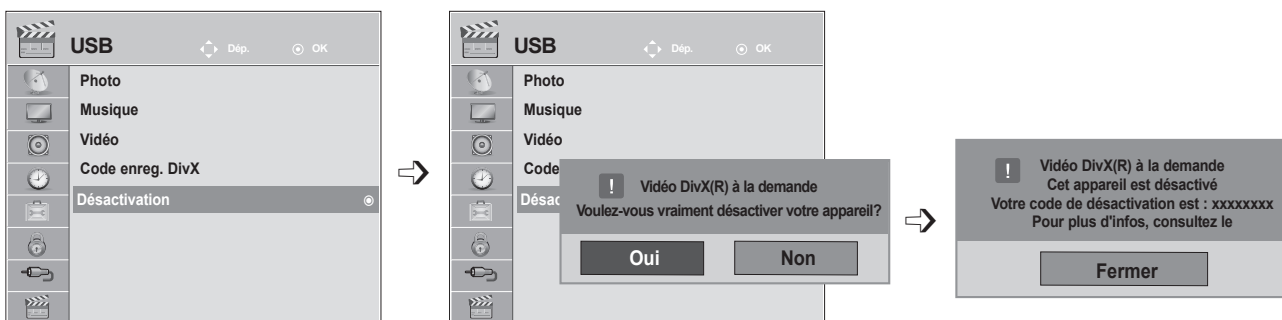 USB Dép. OK
Photo
Musique
Vidéo
Code enreg. DivX
Désactivation
USB Dép. OK
Photo
Musique
Vidéo
Code
Désac
! Vidéo DivX(R) à la demande
Voulez-vous vraiment désactiver votre appareil?
Oui Non
! Vidéo DivX(R) à la demande
Cet appareil est désactivé
Votre code de désactivation est : xxxxxxxx
Pour plus d'infos, consultez le
Fermer